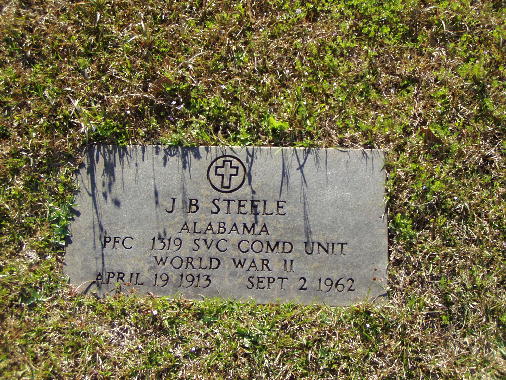 J B STEELE
ALABAMA
PFC 1319 SVC COMD UNIT
WORLD WAR II
APRIL 19 1913 SEPT 2 1962